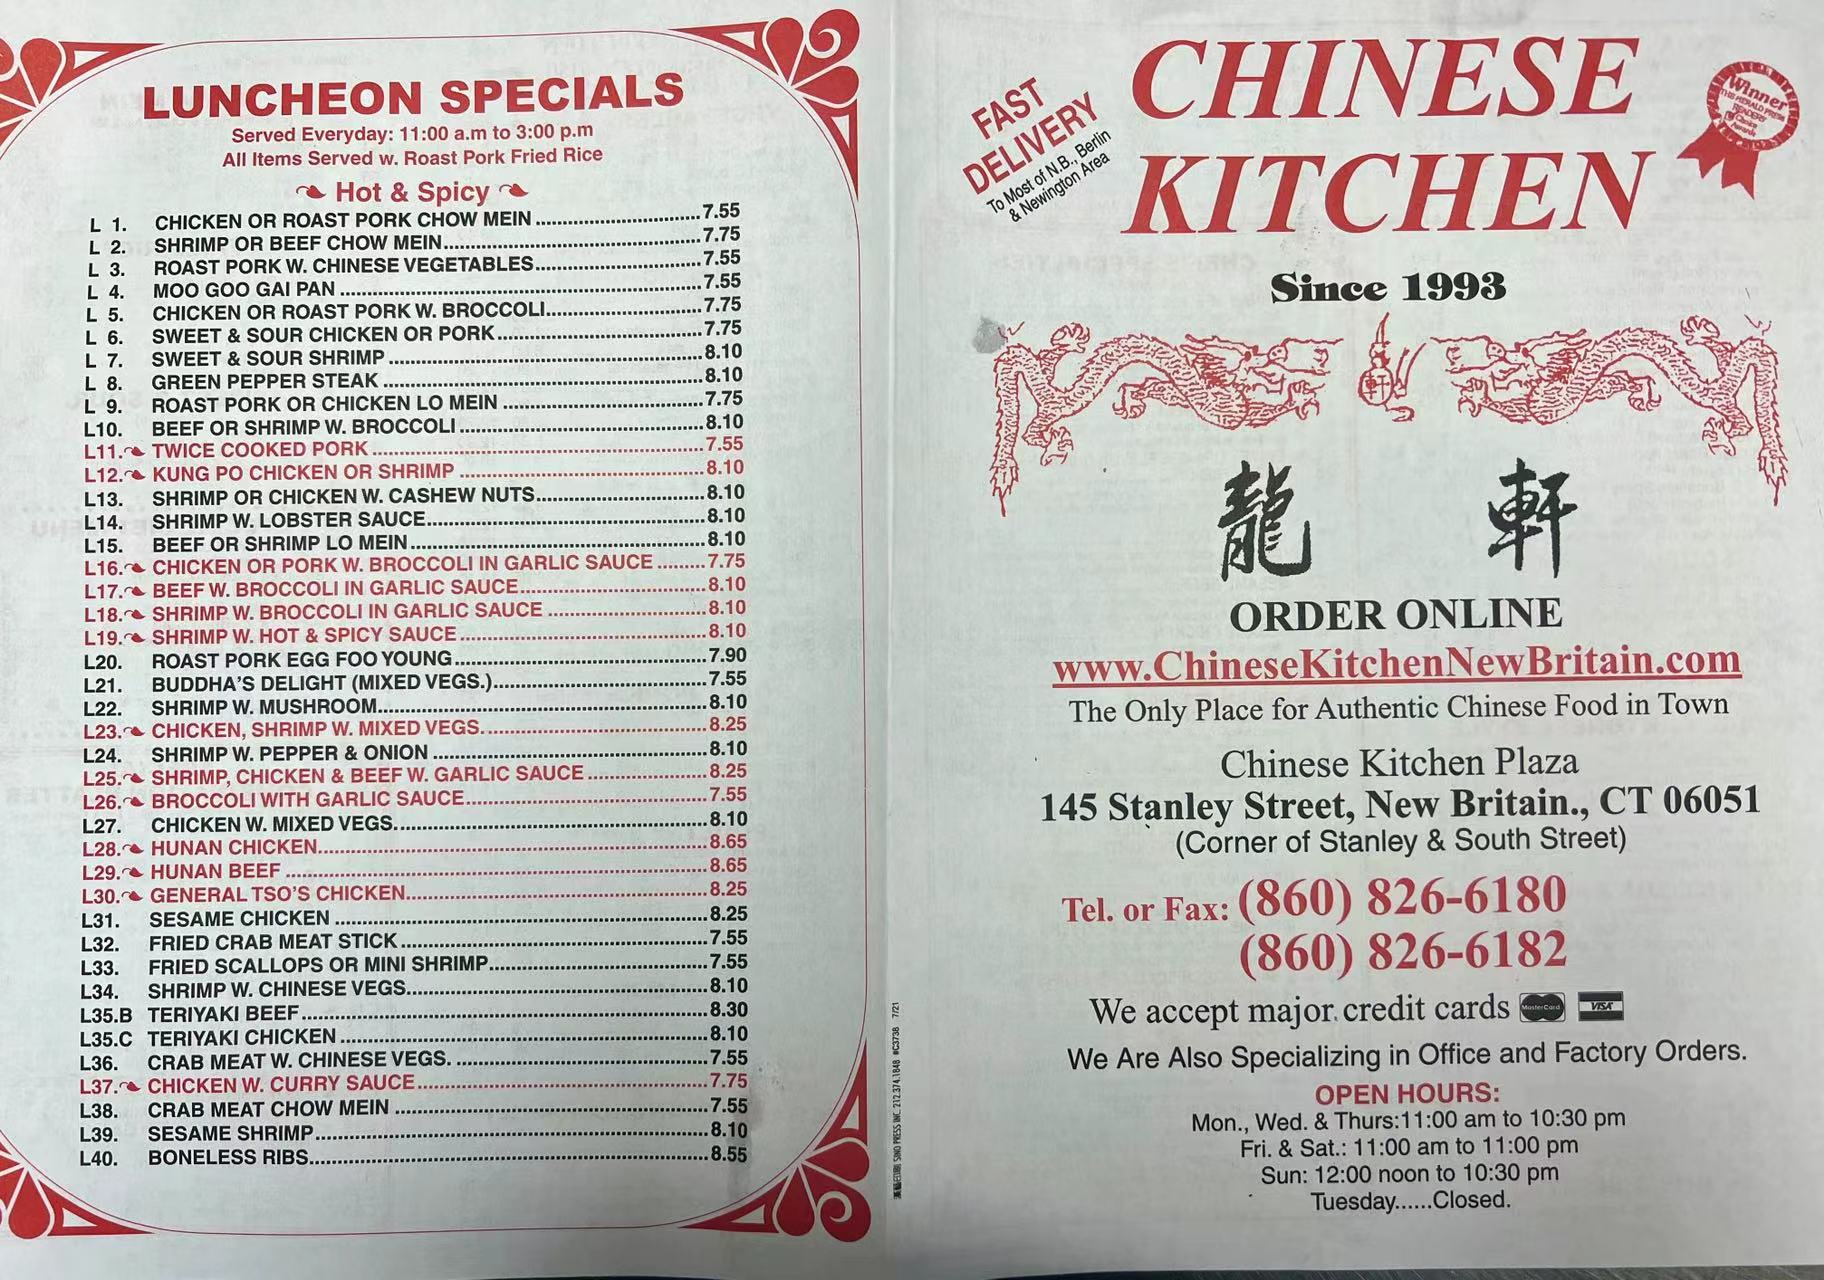 LUNCHEON SPECIALS
Served Everyday: 11:00 a.m to 3:00 p.m
All Items Served w. Roast Pork Fried Rice
Hot & Spicy
L 1. CHICKEN OR ROAST PORK CHOW MEIN 7.55
L 2. SHRIMP OR BEEF CHOW MEIN 7.75
L 3. ROAST PORK W. CHINESE VEGETABLES 7.55
L 4. MOO GOO GAI PAN 7.55
L 5. CHICKEN OR ROAST PORK W. BROCCOLI 7.75
L 6. SWEET & SOUR CHICKEN OR PORK 7.75
L 7. SWEET & SOUR SHRIMP 8.10
L 8. GREEN PEPPER STEAK 8.10
L 9. ROAST PORK OR CHICKEN LO MEIN 7.75
L10. BEEF OR SHRIMP W. BROCCOLI 8.10
L11. TWICE COOKED PORK 7.55
L12. KUNG PO CHICKEN OR SHRIMP 8.10
L13. SHRIMP OR CHICKEN W. CASHEW NUTS 8.10
L14. SHRIMP W. LOBSTER SAUCE 8.10
L15. BEEF OR SHRIMP LO MEIN 8.10
L16. CHICKEN OR PORK W. BROCCOLI IN GARLIC SAUCE 7.75
L17. BEEF W. BROCCOLI IN GARLIC SAUCE 8.10
L18. SHRIMP W. BROCCOLI IN GARLIC SAUCE 8.10
L19. SHRIMP W. HOT & SPICY SAUCE 8.10
L20. ROAST PORK EGG FOO YOUNG 7.90
L21. BUDDHA'S DELIGHT (MIXED VEGS.) 7.55
L22. SHRIMP W. MUSHROOM 8.10
L23. CHICKEN, SHRIMP W. MIXED VEGS. 8.25
L24. SHRIMP W. PEPPER & ONION 8.10
L25. SHRIMP, CHICKEN & BEEF W. GARLIC SAUCE 8.25
L26. BROCCOLI WITH GARLIC SAUCE 7.55
L27. CHICKEN W. MIXED VEGS. 8.10
L28. HUNAN CHICKEN 8.65
L29. HUNAN BEEF 8.65
L30. GENERAL TSO'S CHICKEN 8.25
L31. SESAME CHICKEN 8.25
L32. FRIED CRAB MEAT STICK 7.55
L33. FRIED SCALLOPS OR MINI SHRIMP 7.55
L34. SHRIMP W. CHINESE VEGS. 8.10
L35.B TERIYAKI BEEF 8.30
L35.C TERIYAKI CHICKEN 8.10
L36. CRAB MEAT W. CHINESE VEGS. 7.55
L37. CHICKEN W. CURRY SAUCE 7.75
L38. CRAB MEAT CHOW MEIN 7.55
L39. SESAME SHRIMP 8.10
L40. BONELESS RIBS 8.55
SINO PRESS INC. 212.374.1848 #C3738 7/21
FAST
DELIVERY
To Most of N.B., Berlin
& Newington Area
CHINESE
KITCHEN
Winner
THE HERALD PRESS
READERS'
Choice
Awards
Since 1993
軒
龍 軒
ORDER ONLINE
www.ChineseKitchenNewBritain.com
The Only Place for Authentic Chinese Food in Town
Chinese Kitchen Plaza
145 Stanley Street, New Britain., CT 06051
(Corner of Stanley & South Street)
Tel. or Fax: (860) 826-6180
(860) 826-6182
We accept major credit cards MasterCard VISA
We Are Also Specializing in Office and Factory Orders.
OPEN HOURS:
Mon., Wed. & Thurs:11:00 am to 10:30 pm
Fri. & Sat.: 11:00 am to 11:00 pm
Sun: 12:00 noon to 10:30 pm
Tuesday......Closed.